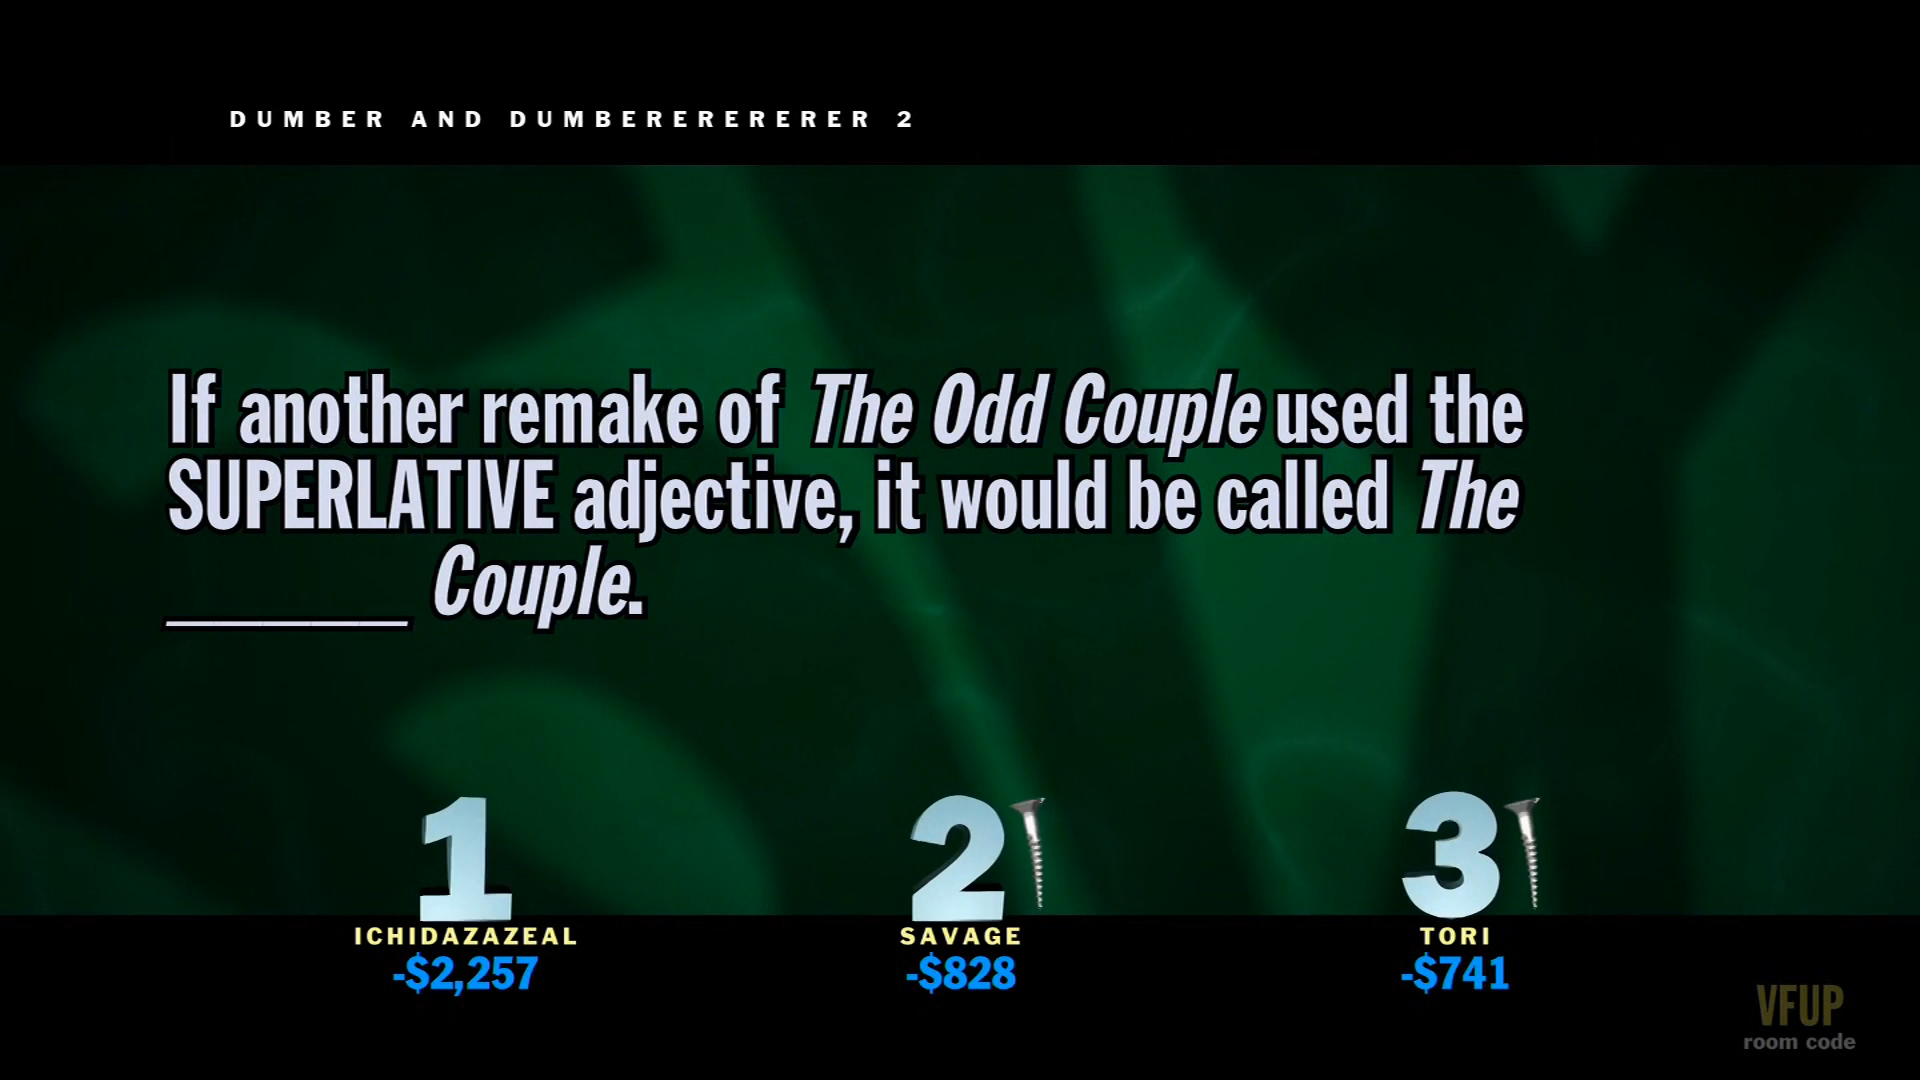 DUMBER AND DUMBERERERERER 2
If another remake of The Odd Couple used the
SUPERLATIVE adjective, it would be called The
_____ Couple.
1
2
3
ICHIDAZAZEAL
SAVAGE
TORI
-$2,257
-$828
-$741
VFUP
room code